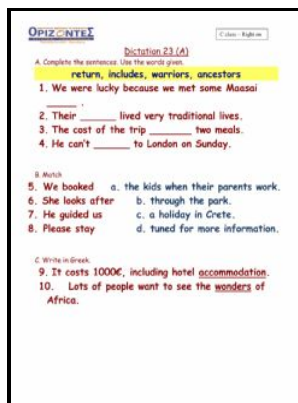 ΟΡΙΖΟΝΤΕΣ
C class - Right on
Dictation 23 (A)
A. Complete the sentences. Use the words given.
return, includes, warriors, ancestors
1. We were lucky because we met some Maasai
______ .
2. Their ______ lived very traditional lives.
3. The cost of the trip ______ two meals.
4. He can't ______ to London on Sunday.
B. Match
5. We booked a. the kids when their parents work.
6. She looks after b. through the park.
7. He guided us c. a holiday in Crete.
8. Please stay d. tuned for more information.
C. Write in Greek.
9. It costs 1000€, including hotel accommodation.
10. Lots of people want to see the wonders of
Africa.